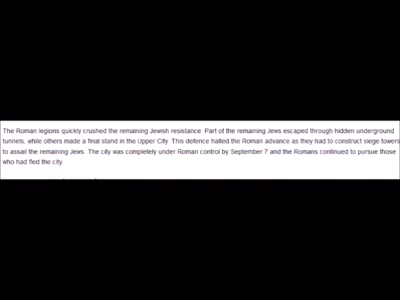 The Roman legions quickly crushed the remaining Jewish resistance. Part of the remaining Jews escaped through hidden underground
tunnels, while others made a final stand in the Upper City. This defence halted the Roman advance as they had to construct siege towers
to assail the remaining Jews. The city was completely under Roman control by September 7 and the Romans continued to pursue those
who had fled the city.